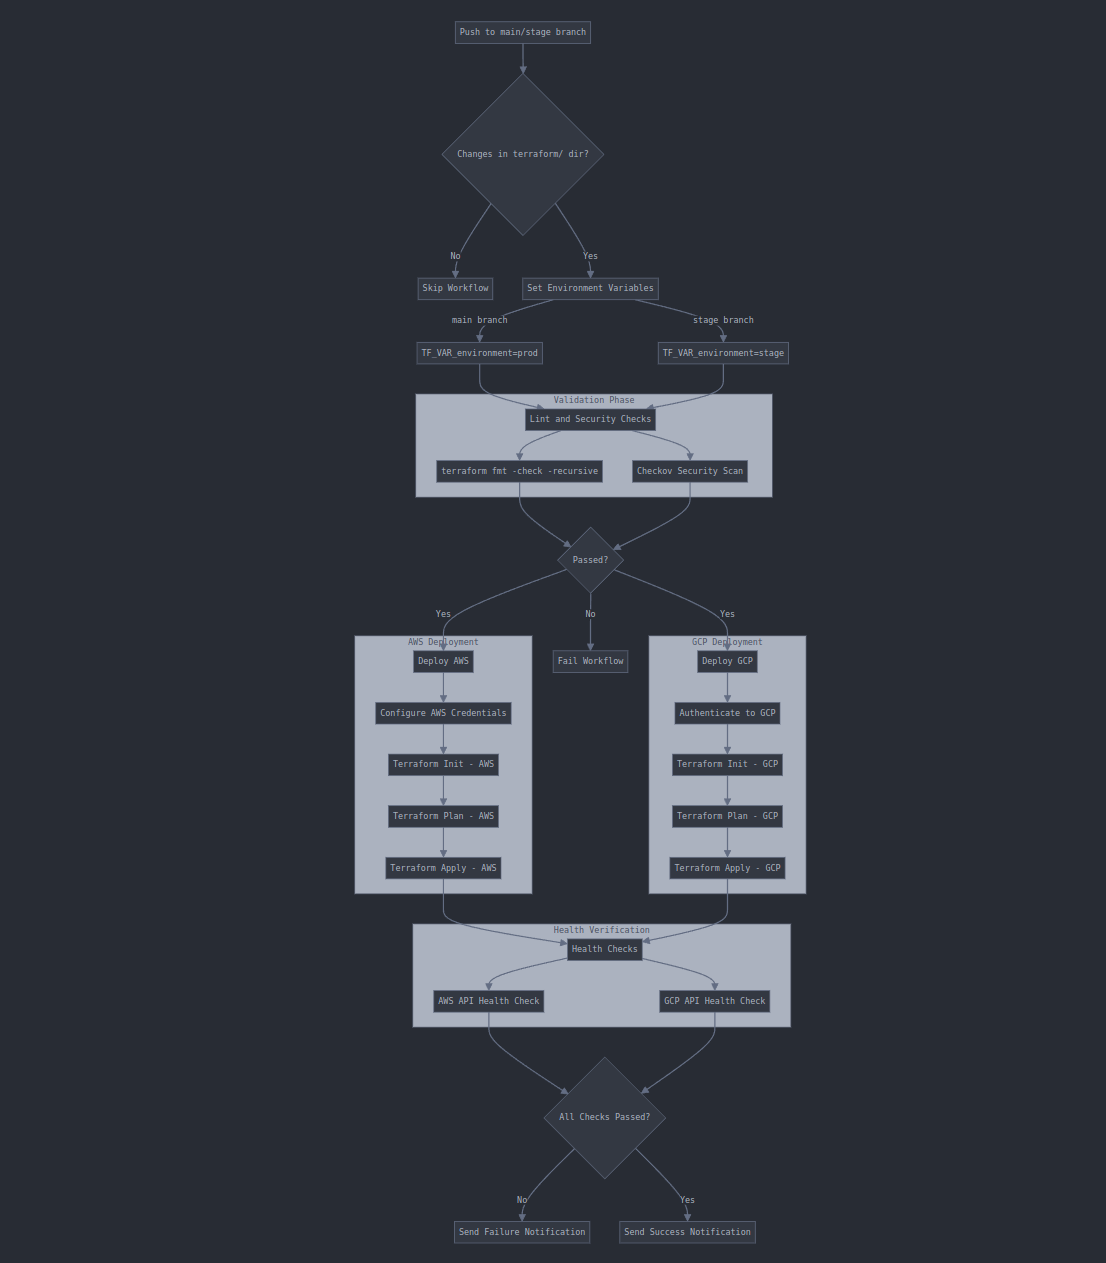 Push to main/stage branch
Changes in terraform/ dir?
No
Yes
Skip Workflow
Set Environment Variables
main branch
stage branch
TF_VAR_environment=prod
TF_VAR_environment=stage
Validation Phase
Lint and Security Checks
terraform fmt -check -recursive
Checkov Security Scan
Passed?
Yes
No
Yes
AWS Deployment
GCP Deployment
Deploy AWS
Fail Workflow
Deploy GCP
Configure AWS Credentials
Authenticate to GCP
Terraform Init - AWS
Terraform Init - GCP
Terraform Plan - AWS
Terraform Plan - GCP
Terraform Apply - AWS
Terraform Apply - GCP
Health Verification
Health Checks
AWS API Health Check
GCP API Health Check
All Checks Passed?
No
Yes
Send Failure Notification
Send Success Notification